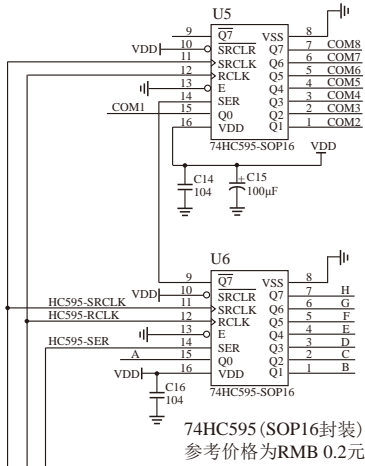 U5
9 Q7 VSS 8
VDD 10 SRCLR Q7 7 COM8
11 SRCLK Q6 6 COM7
12 RCLK Q5 5 COM6
13 E Q4 4 COM5
14 SER Q3 3 COM4
COM1 15 Q0 Q2 2 COM3
16 VDD Q1 1 COM2
74HC595-SOP16
VDD
C14
104
+C15
100μF
U6
9 Q7 VSS 8
VDD 10 SRCLR Q7 7 H
HC595-SRCLK 11 SRCLK Q6 6 G
HC595-RCLK 12 RCLK Q5 5 F
13 E Q4 4 E
HC595-SER 14 SER Q3 3 D
A 15 Q0 Q2 2 C
VDD 16 VDD Q1 1 B
74HC595-SOP16
C16
104
74HC595(SOP16封装)
参考价格为RMB 0.2元